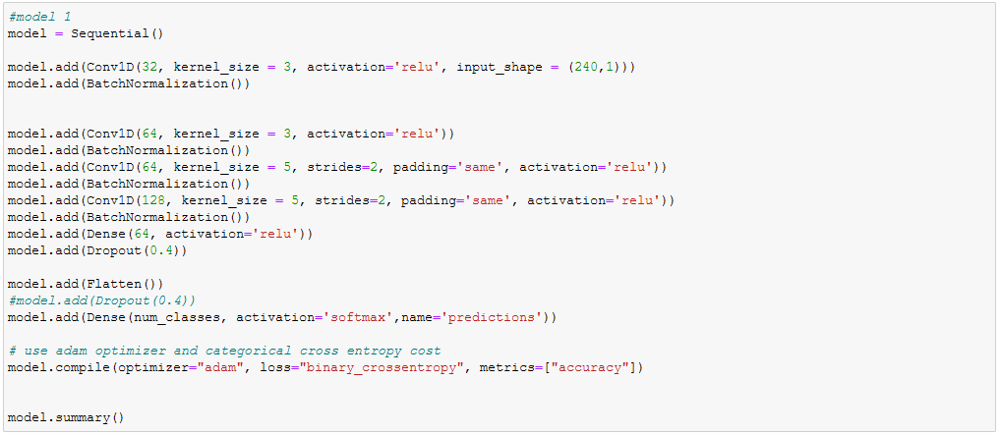 #model 1
model = Sequential()
model.add(Conv1D(32, kernel_size = 3, activation='relu', input_shape = (240,1)))
model.add(BatchNormalization())
model.add(Conv1D(64, kernel_size = 3, activation='relu'))
model.add(BatchNormalization())
model.add(Conv1D(64, kernel_size = 5, strides=2, padding='same', activation='relu'))
model.add(BatchNormalization())
model.add(Conv1D(128, kernel_size = 5, strides=2, padding='same', activation='relu'))
model.add(BatchNormalization())
model.add(Dense(64, activation='relu'))
model.add(Dropout(0.4))
model.add(Flatten())
#model.add(Dropout(0.4))
model.add(Dense(num_classes, activation='softmax',name='predictions'))
# use adam optimizer and categorical cross entropy cost
model.compile(optimizer="adam", loss="binary_crossentropy", metrics=["accuracy"])
model.summary()